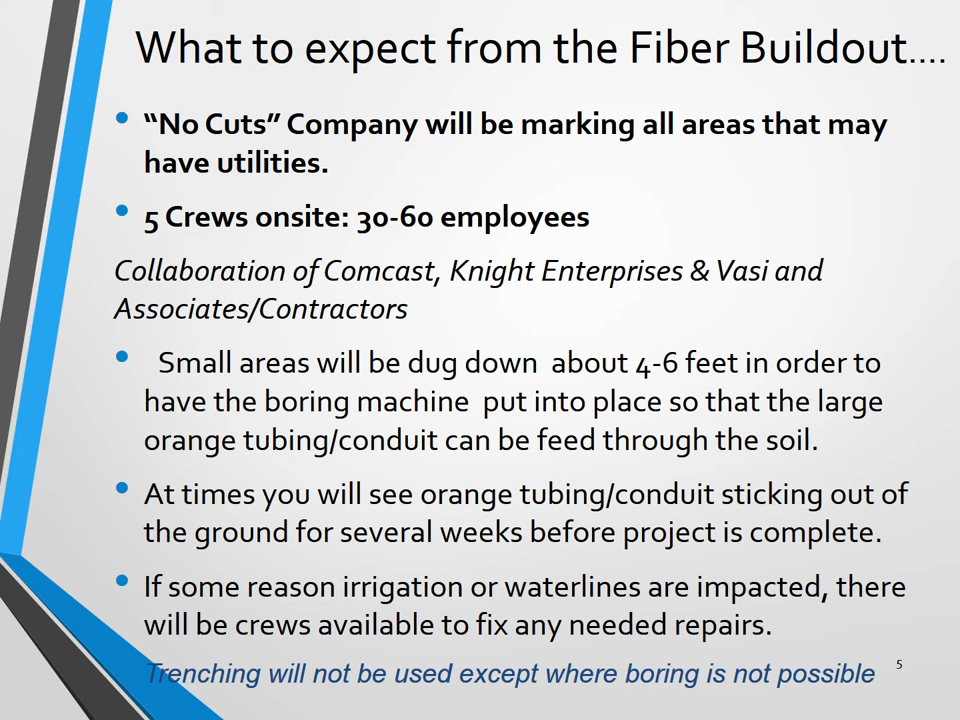 What to expect from the Fiber Buildout....
• “No Cuts” Company will be marking all areas that may
have utilities.
• 5 Crews onsite: 30-60 employees
Collaboration of Comcast, Knight Enterprises & Vasi and
Associates/Contractors
• Small areas will be dug down about 4-6 feet in order to
have the boring machine put into place so that the large
orange tubing/conduit can be feed through the soil.
• At times you will see orange tubing/conduit sticking out of
the ground for several weeks before project is complete.
• If some reason irrigation or waterlines are impacted, there
will be crews available to fix any needed repairs.
Trenching will not be used except where boring is not possible
5